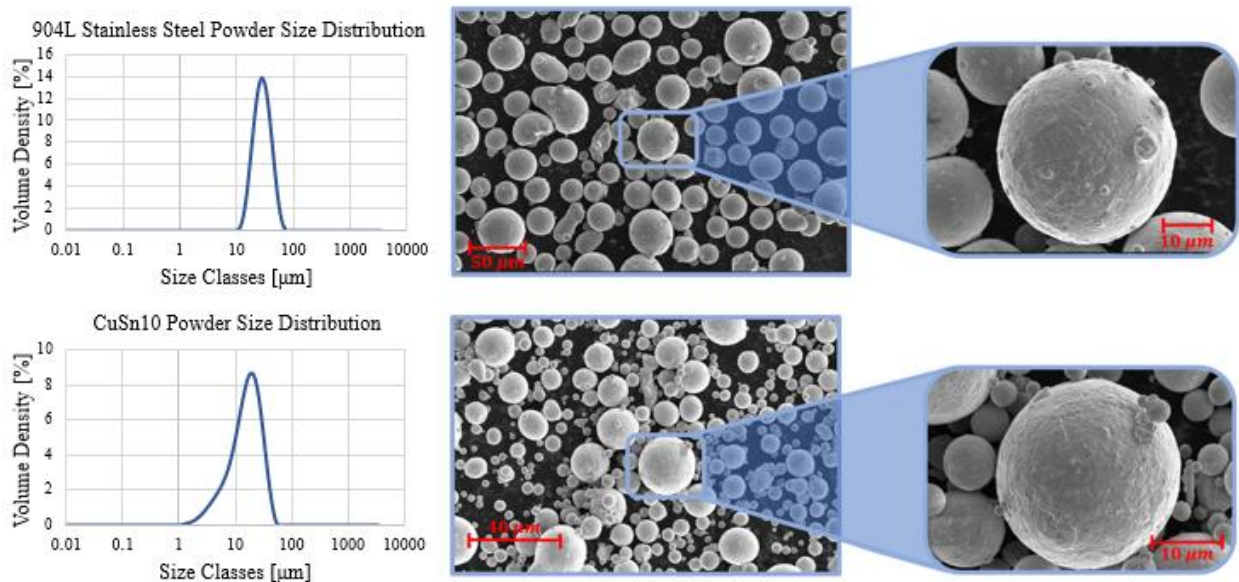 904L Stainless Steel Powder Size Distribution
Volume Density [%]
16
14
12
10
8
6
4
2
0
0.01 0.1 1 10 100 1000 10000
Size Classes [µm]
50 µm
10 µm
CuSn10 Powder Size Distribution
Volume Density [%]
10
8
6
4
2
0
0.01 0.1 1 10 100 1000 10000
Size Classes [µm]
40 µm
10 µm